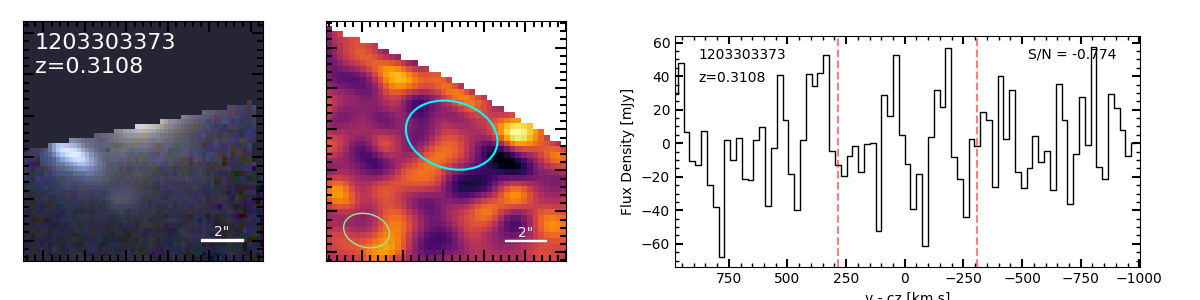 1203303373
z=0.3108
2"
2"
60
40
20
0
−20
−40
−60
Flux Density [mJy]
1203303373
z=0.3108
S/N = -0.774
750 500 250 0 −250 −500 −750 −1000
v - cz [km s]